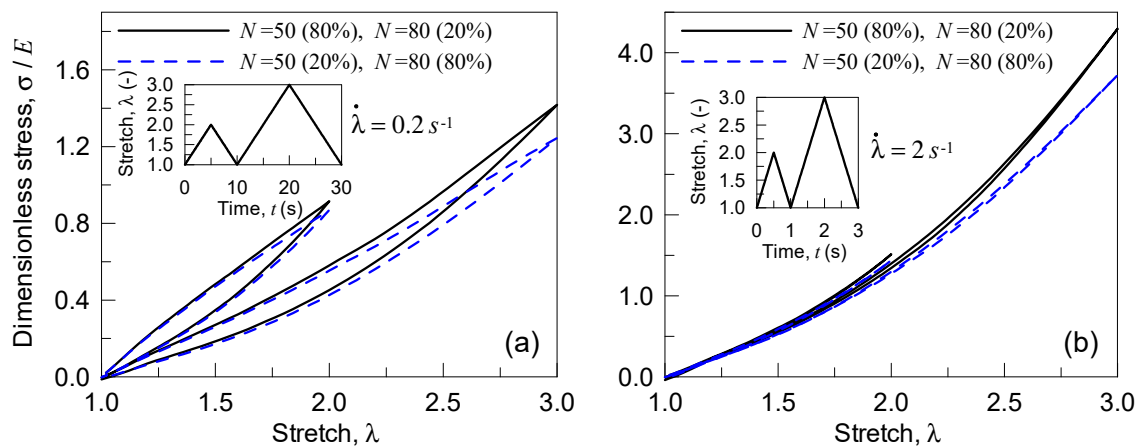 N=50 (80%), N=80 (20%)
N=50 (20%), N=80 (80%)
Dimensionless stress, σ / E
1.6
1.2
0.8
0.4
0.0
1.0 1.5 2.0 2.5 3.0
Stretch, λ
(a)
Stretch, λ (-)
3.0
2.5
2.0
1.5
1.0
0 10 20 30
Time, t (s)
λ̇ = 0.2 s⁻¹
N=50 (80%), N=80 (20%)
N=50 (20%), N=80 (80%)
4.0
3.0
2.0
1.0
0.0
1.0 1.5 2.0 2.5 3.0
Stretch, λ
(b)
Stretch, λ (-)
3.0
2.5
2.0
1.5
1.0
0 1 2 3
Time, t (s)
λ̇ = 2 s⁻¹